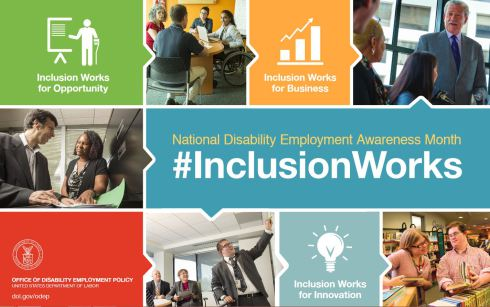 Inclusion Works
for Opportunity
Inclusion Works
for Business
National Disability Employment Awareness Month
#InclusionWorks
OFFICE OF DISABILITY EMPLOYMENT POLICY
UNITED STATES DEPARTMENT OF LABOR
dol.gov/odep
Inclusion Works
for Innovation